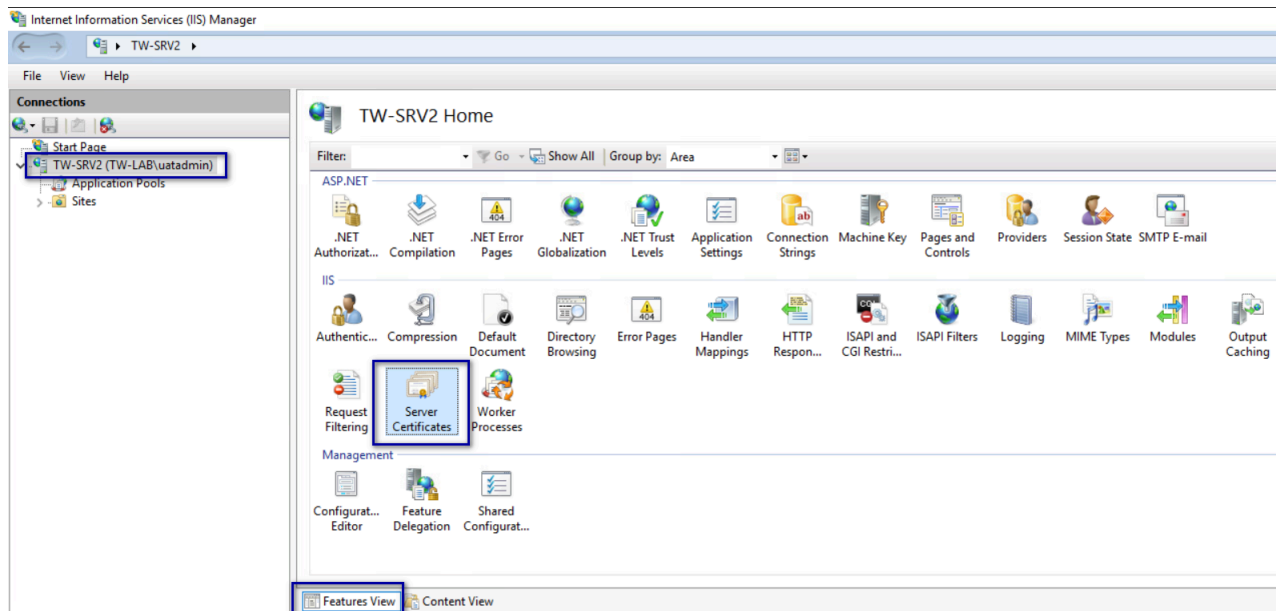 Internet Information Services (IIS) Manager
TW-SRV2
File View Help
Connections
Start Page
TW-SRV2 (TW-LAB\uatadmin)
Application Pools
Sites
TW-SRV2 Home
Filter: Go Show All Group by: Area
ASP.NET
.NET .NET .NET Error .NET .NET Trust Application Connection Machine Key Pages and Providers Session State SMTP E-mail
Authorizat... Compilation Pages Globalization Levels Settings Strings Controls
IIS
Authentic... Compression Default Directory Error Pages Handler HTTP ISAPI and ISAPI Filters Logging MIME Types Modules Output
Document Browsing Mappings Respon... CGI Restri... Caching
Request Server Worker
Filtering Certificates Processes
Management
Configurat... Feature Shared
Editor Delegation Configurat...
Features View Content View